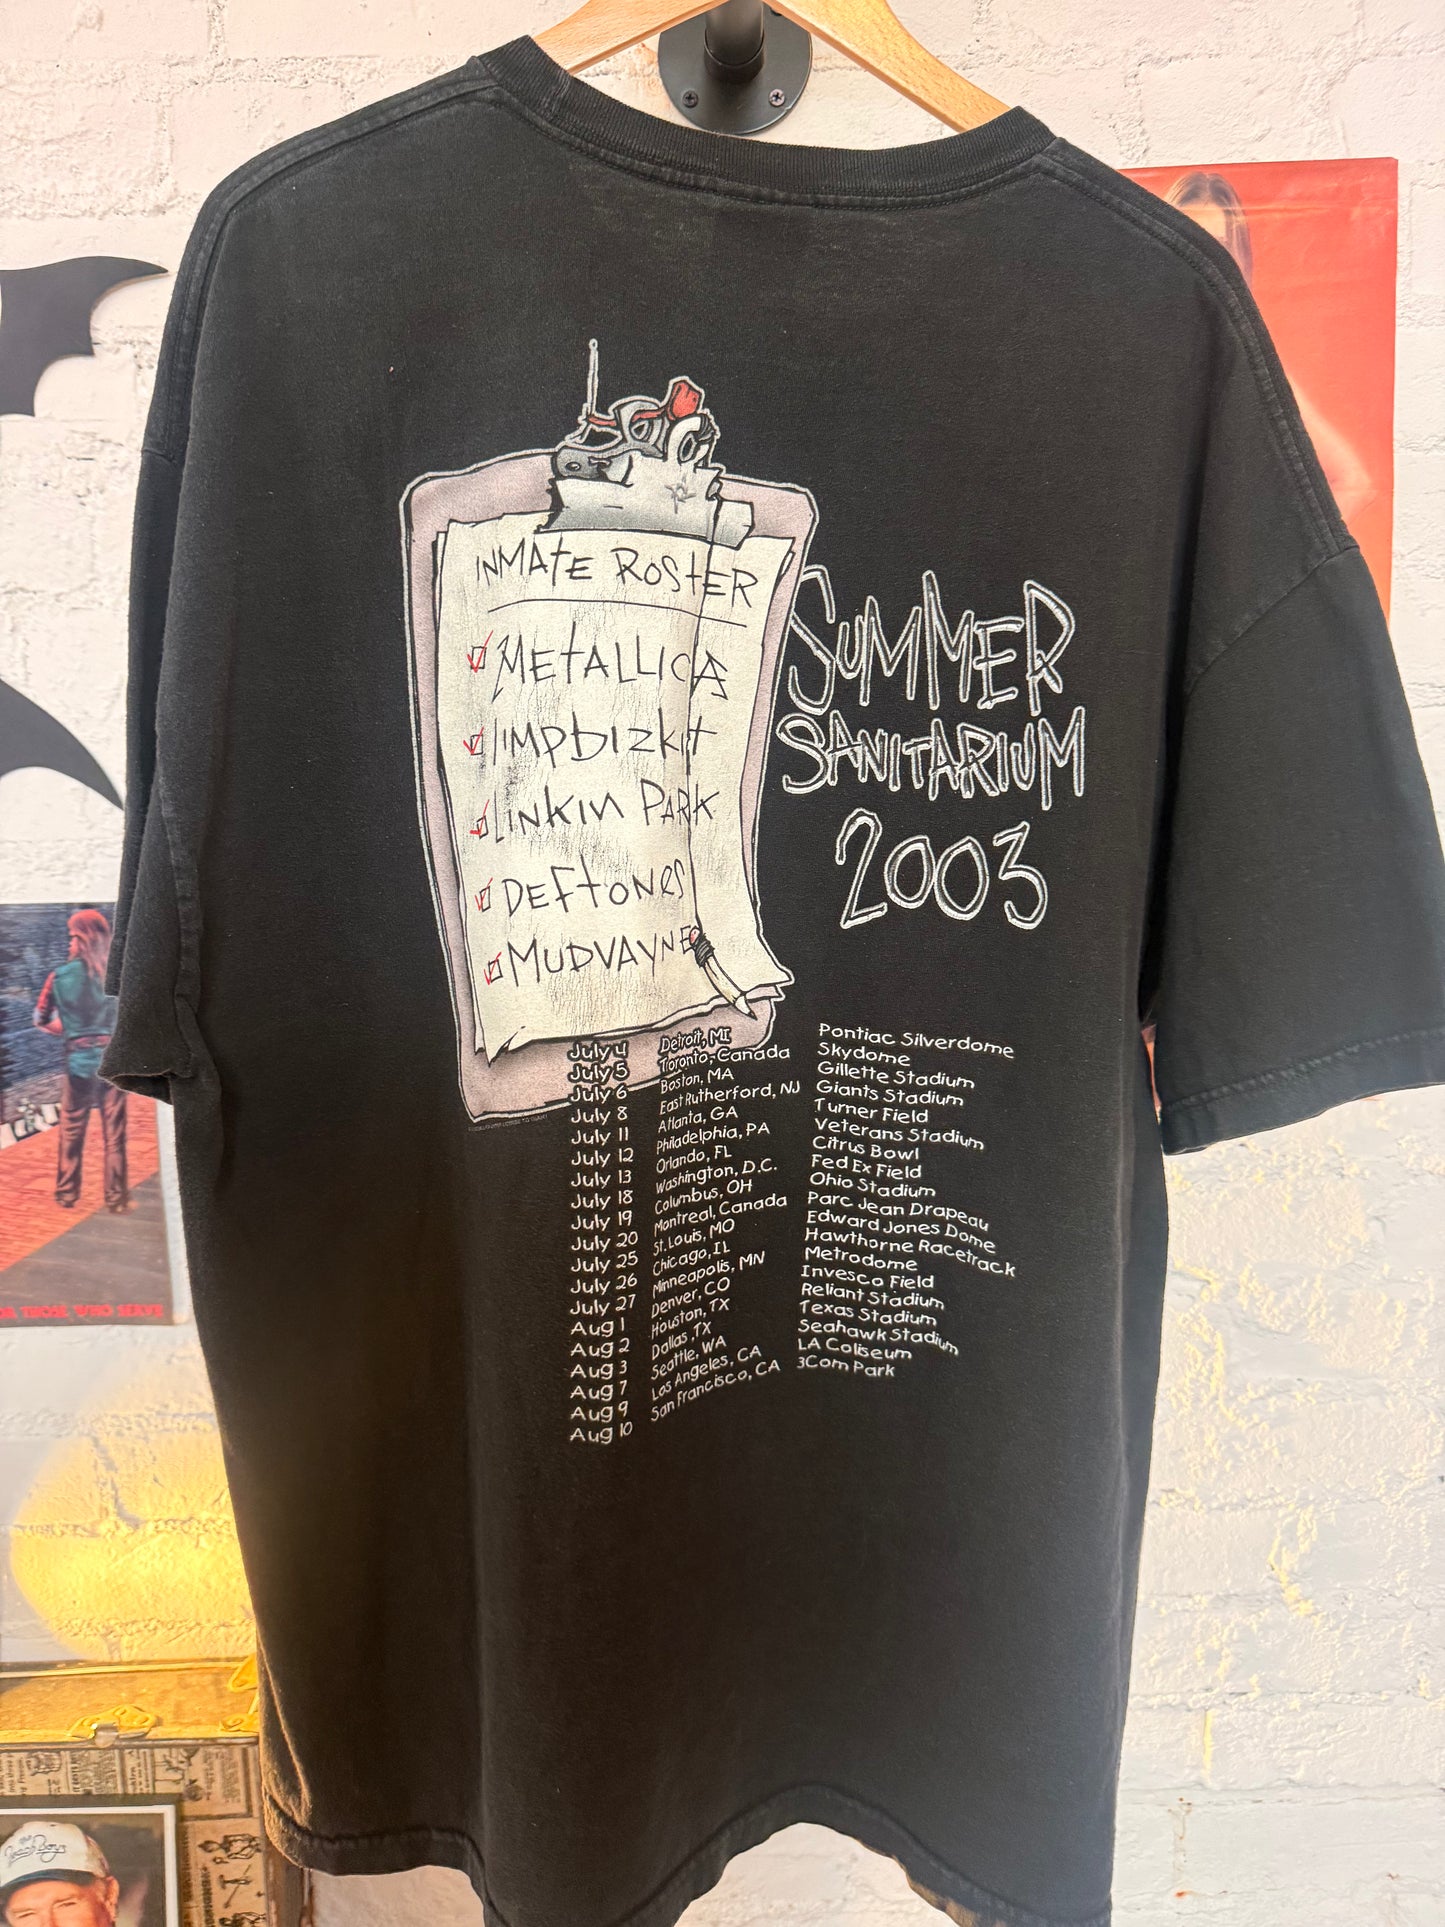 INMATE ROSTER
METALLICA
limpbizkit
LINKIN PARK
DEFTONES
MUDVAYNE
SUMMER
SANITARIUM
2003
July 4 Detroit, MI Pontiac Silverdome
July 5 Toronto, Canada Skydome
July 6 Boston, MA Gillette Stadium
July 8 East Rutherford, NJ Giants Stadium
July 11 Atlanta, GA Turner Field
July 12 Philadelphia, PA Veterans Stadium
July 13 Orlando, FL Citrus Bowl
July 18 Washington, D.C. Fed Ex Field
July 19 Columbus, OH Ohio Stadium
July 20 Montreal, Canada Parc Jean Drapeau
July 25 St. Louis, MO Edward Jones Dome
July 26 Chicago, IL Hawthorne Racetrack
July 27 Minneapolis, MN Metrodome
Aug 1 Denver, CO Invesco Field
Aug 2 Houston, TX Reliant Stadium
Aug 3 Dallas, TX Texas Stadium
Aug 7 Seattle, WA Seahawk Stadium
Aug 9 Los Angeles, CA LA Coliseum
Aug 10 San Francisco, CA 3Com Park
THOSE WHO SERVE
the
Beach Boys